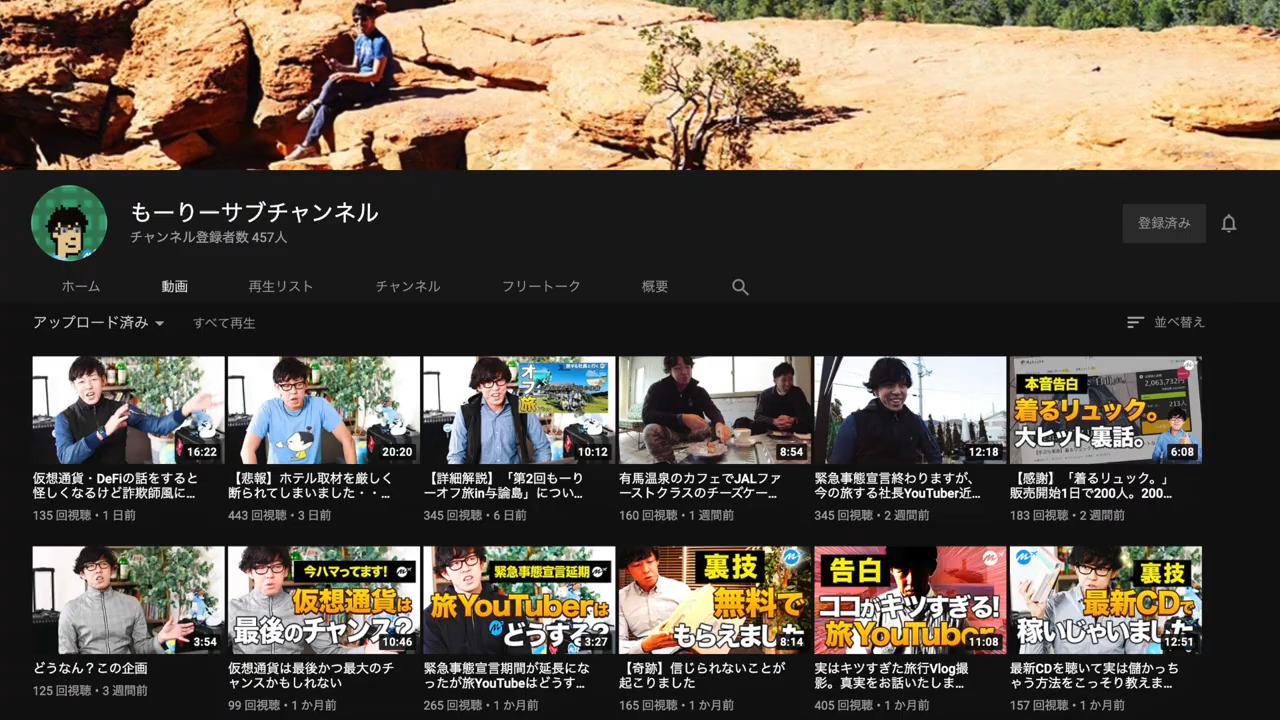 もーりーサブチャンネル
チャンネル登録者数 457人
登録済み
ホーム
動画
再生リスト
チャンネル
フリートーク
概要
アップロード済み
すべて再生
並べ替え
16:22
20:20
オフ旅
10:12
8:54
12:18
本音告白
2,063,732円
213人
着るリュック。
大ヒット裏話。
6:08
仮想通貨・DeFiの話をすると
怪しくなるけど詐欺師風に...
135 回視聴・1 日前
【悲報】ホテル取材を厳しく
断られてしまいました・・...
443 回視聴・3 日前
【詳細解説】「第2回もーり
ーオフ旅in与論島」につい...
345 回視聴・6 日前
有馬温泉のカフェでJALファ
ーストクラスのチーズケー...
160 回視聴・1 週間前
緊急事態宣言終わりますが、
今の旅する社長YouTuber近...
345 回視聴・2 週間前
【感謝】「着るリュック。」
販売開始1日で200人。200...
183 回視聴・2 週間前
3:54
今ハマってます!
仮想通貨は
最後のチャンス?
10:46
緊急事態宣言延期
旅YouTuberは
どうする?
3:27
裏技
無料で
もらえました
8:14
告白
ココがキツすぎる!
旅YouTuber
11:08
裏技
最新CDで
稼いじゃいました
12:51
どうなん？この企画
125 回視聴・3 週間前
仮想通貨は最後かつ最大のチ
ャンスかもしれない
99 回視聴・1 か月前
緊急事態宣言期間が延長にな
ったが旅YouTubeはどうす...
265 回視聴・1 か月前
【奇跡】信じられないことが
起こりました
165 回視聴・1 か月前
実はキツすぎた旅行Vlog撮
影。真実をお話いたしま...
405 回視聴・1 か月前
最新CDを聴いて実は儲かっち
ゃう方法をこっそり教えま...
157 回視聴・1 か月前